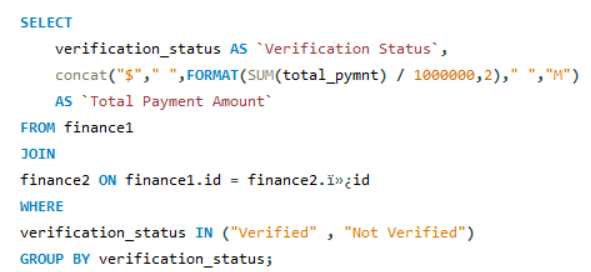 SELECT
verification_status AS `Verification Status`,
concat("$"," ",FORMAT(SUM(total_pymnt) / 1000000,2)," ","M")
AS `Total Payment Amount`
FROM finance1
JOIN
finance2 ON finance1.id = finance2.ï»¿id
WHERE
verification_status IN ("Verified" , "Not Verified")
GROUP BY verification_status;